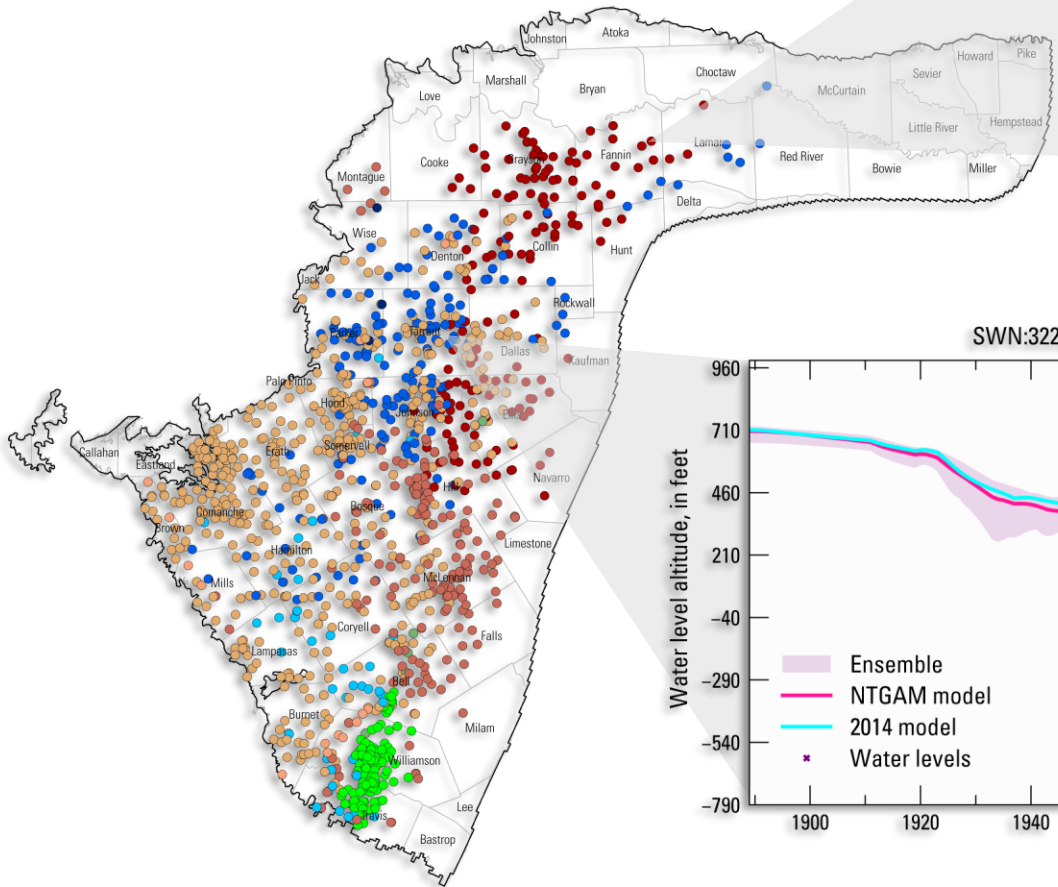 Johnston
Atoka
Howard
Pike
Marshall
Choctaw
Sevier
Love
Bryan
McCurtain
Hempstead
Little River
Cooke
Grayson
Fannin
Lamar
Red River
Bowie
Miller
Montague
Delta
Wise
Denton
Collin
Hunt
Jack
Rockwall
Parker
Tarrant
Dallas
Kaufman
Palo Pinto
Hood
Johnson
Ellis
Callahan
Eastland
Erath
Somervell
Navarro
Hill
Comanche
Bosque
Brown
Limestone
Hamilton
Mills
McLennan
Coryell
Falls
Lampasas
Bell
Burnet
Milam
Williamson
Travis
Lee
Bastrop
SWN:322
Water level altitude, in feet
960
710
460
210
−40
−290
−540
−790
Ensemble
NTGAM model
2014 model
Water levels
1900
1920
1940